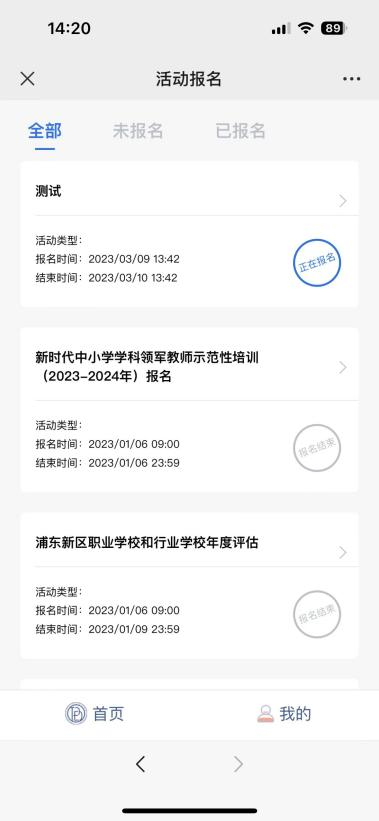 14:20
89
活动报名
全部
未报名
已报名
测试
活动类型：
报名时间：2023/03/09 13:42
结束时间：2023/03/10 13:42
正在报名
新时代中小学学科领军教师示范性培训
（2023-2024年）报名
活动类型：
报名时间：2023/01/06 09:00
结束时间：2023/01/06 23:59
报名结束
浦东新区职业学校和行业学校年度评估
活动类型：
报名时间：2023/01/06 09:00
结束时间：2023/01/09 23:59
报名结束
首页
我的